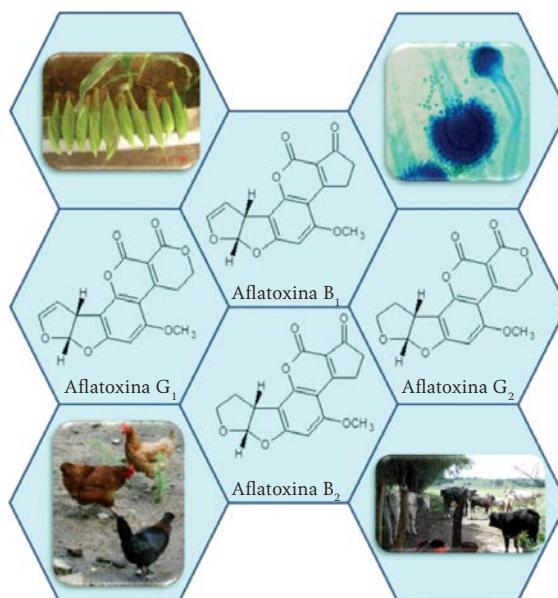 O O
O
H
O
OCH₃
H
O
Aflatoxina B₁
O O
O
O
H
O
OCH₃
H
O
Aflatoxina G₁
O O
O
O
H
O
OCH₃
H
O
Aflatoxina G₂
O
O
O
H
O
OCH₃
H
O
Aflatoxina B₂